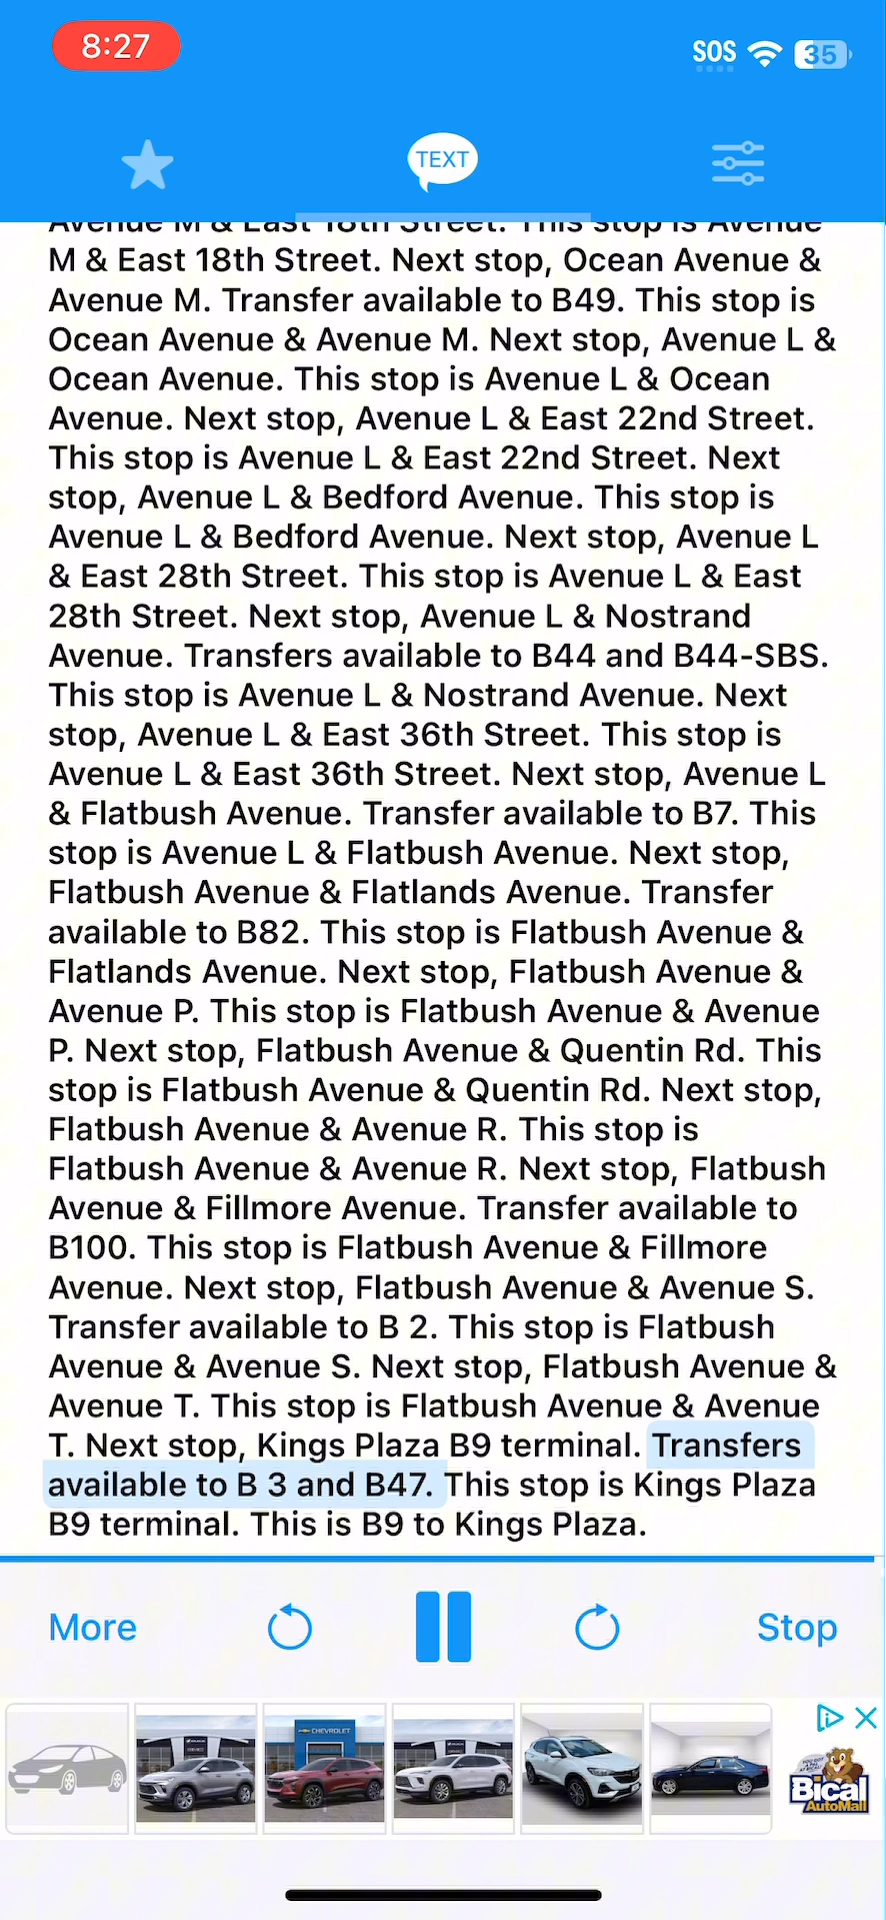 8:27
SOS
35
TEXT
Avenue M & East 18th Street. This stop is Avenue
M & East 18th Street. Next stop, Ocean Avenue &
Avenue M. Transfer available to B49. This stop is
Ocean Avenue & Avenue M. Next stop, Avenue L &
Ocean Avenue. This stop is Avenue L & Ocean
Avenue. Next stop, Avenue L & East 22nd Street.
This stop is Avenue L & East 22nd Street. Next
stop, Avenue L & Bedford Avenue. This stop is
Avenue L & Bedford Avenue. Next stop, Avenue L
& East 28th Street. This stop is Avenue L & East
28th Street. Next stop, Avenue L & Nostrand
Avenue. Transfers available to B44 and B44-SBS.
This stop is Avenue L & Nostrand Avenue. Next
stop, Avenue L & East 36th Street. This stop is
Avenue L & East 36th Street. Next stop, Avenue L
& Flatbush Avenue. Transfer available to B7. This
stop is Avenue L & Flatbush Avenue. Next stop,
Flatbush Avenue & Flatlands Avenue. Transfer
available to B82. This stop is Flatbush Avenue &
Flatlands Avenue. Next stop, Flatbush Avenue &
Avenue P. This stop is Flatbush Avenue & Avenue
P. Next stop, Flatbush Avenue & Quentin Rd. This
stop is Flatbush Avenue & Quentin Rd. Next stop,
Flatbush Avenue & Avenue R. This stop is
Flatbush Avenue & Avenue R. Next stop, Flatbush
Avenue & Fillmore Avenue. Transfer available to
B100. This stop is Flatbush Avenue & Fillmore
Avenue. Next stop, Flatbush Avenue & Avenue S.
Transfer available to B 2. This stop is Flatbush
Avenue & Avenue S. Next stop, Flatbush Avenue &
Avenue T. This stop is Flatbush Avenue & Avenue
T. Next stop, Kings Plaza B9 terminal. Transfers
available to B 3 and B47. This stop is Kings Plaza
B9 terminal. This is B9 to Kings Plaza.
More
Stop
CHEVROLET
Bical
AutoMall